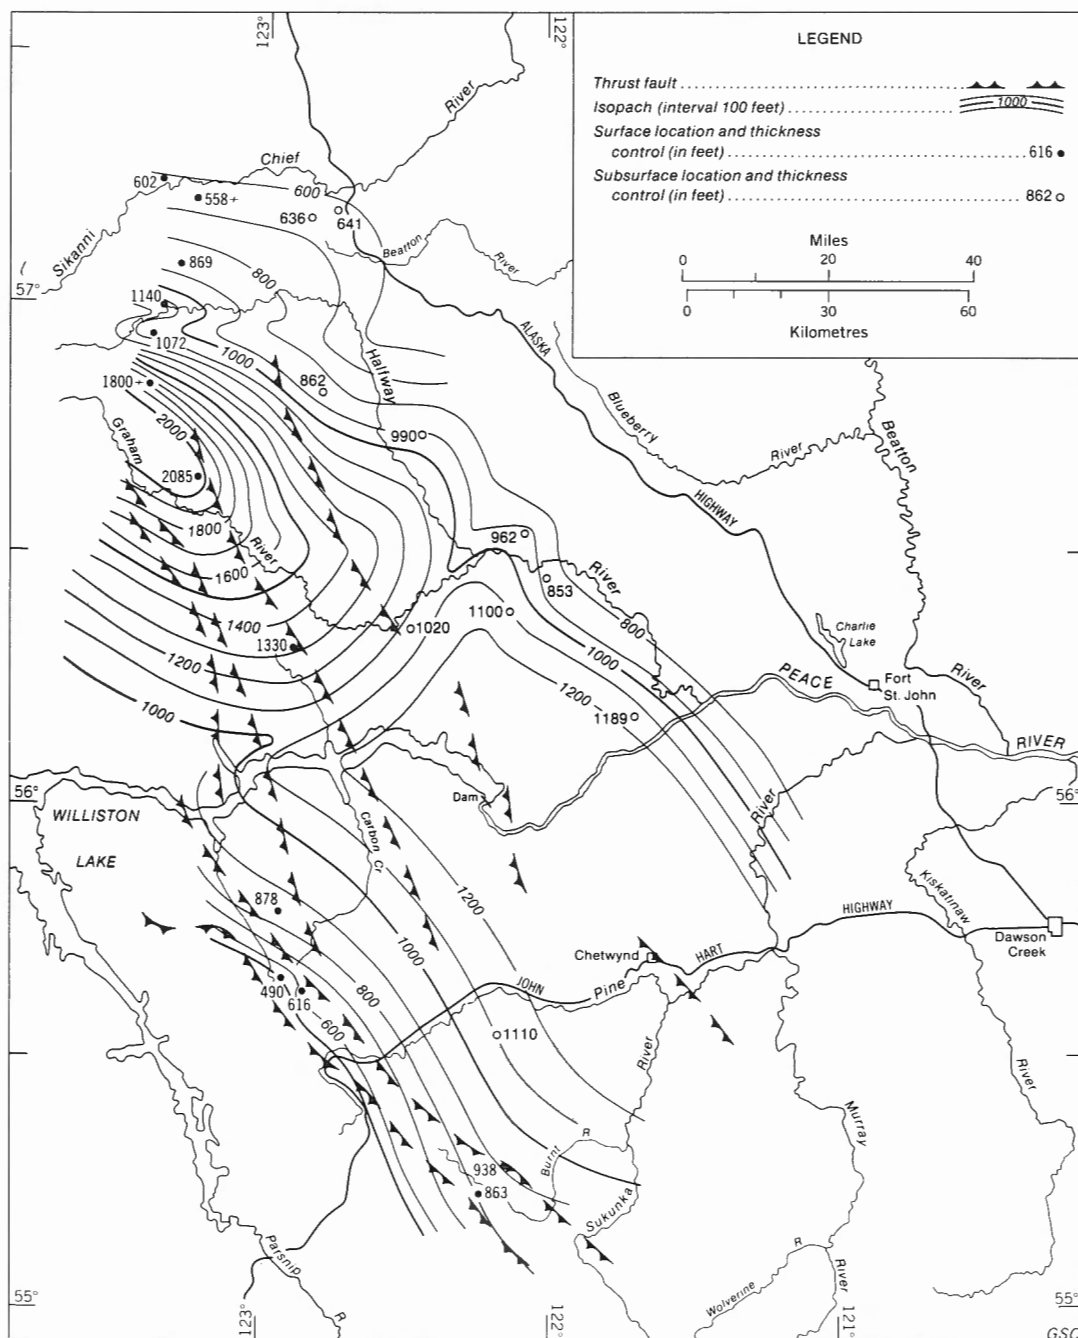 123°
122°
LEGEND
Thrust fault
Isopach (interval 100 feet)
1000
Surface location and thickness
control (in feet)
616
Subsurface location and thickness
control (in feet)
862
Miles
0
20
40
0
30
60
Kilometres
River
Chief
602
558+
600
636
641
Beatton
River
Sikanni
869
800
57°
1140
1072
ALASKA
1000
Halfway
862
1800+
Blueberry
2000
Graham
990
River
Beatton
2085
HIGHWAY
1800
962
River
River
1600
853
1100
800
1400
1020
Charlie
Lake
1330
1000
1200
Fort
St. John
River
PEACE
1200
1000
1189
RIVER
56°
56°
Dam
River
WILLISTON
LAKE
Carbon Cr
Kiskatinaw
1200
878
HIGHWAY
Dawson
Creek
1000
Chetwynd
HART
JOHN
Pine
490
616
800
600
1110
River
River
Murray
R
Burnt
938
863
Sukunka
Parsnip
R
Wolverine
R
River
55°
55°
123°
122°
121°
GSC